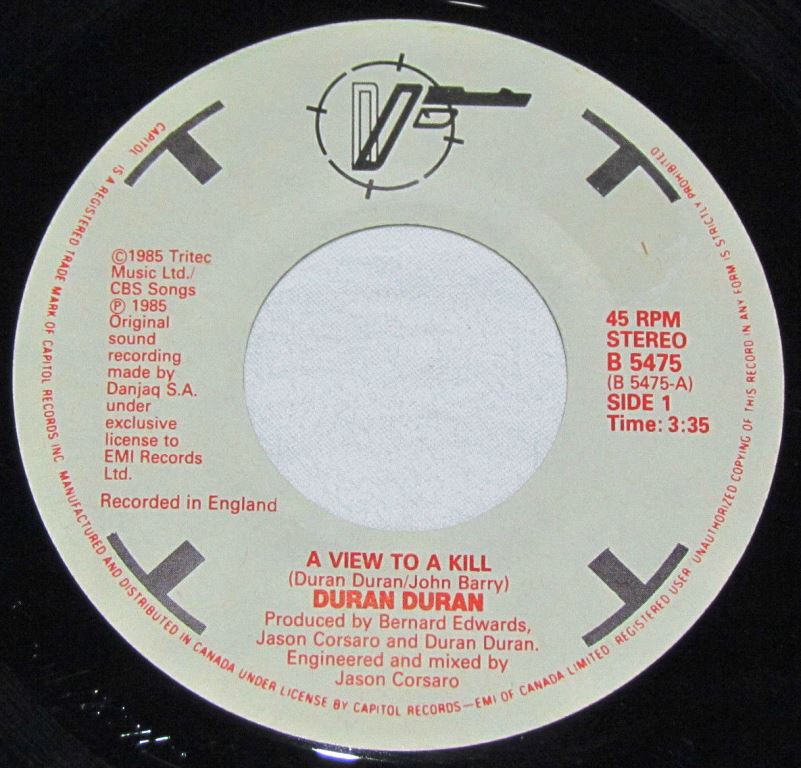 ©1985 Tritec
Music Ltd./
CBS Songs
℗ 1985
Original
sound
recording
made by
Danjaq S.A.
under
exclusive
license to
EMI Records
Ltd.
Recorded in England
45 RPM
STEREO
B 5475
(B 5475-A)
SIDE 1
Time: 3:35
A VIEW TO A KILL
(Duran Duran/John Barry)
DURAN DURAN
Produced by Bernard Edwards,
Jason Corsaro and Duran Duran.
Engineered and mixed by
Jason Corsaro
CAPITOL IS A REGISTERED TRADE MARK OF CAPITOL RECORDS INC MANUFACTURED AND DISTRIBUTED IN CANADA UNDER LICENSE BY CAPITOL RECORDS—EMI OF CANADA LIMITED REGISTERED USER UNAUTHORIZED COPYING OF THIS RECORD IN ANY FORM IS STRICTLY PROHIBITED